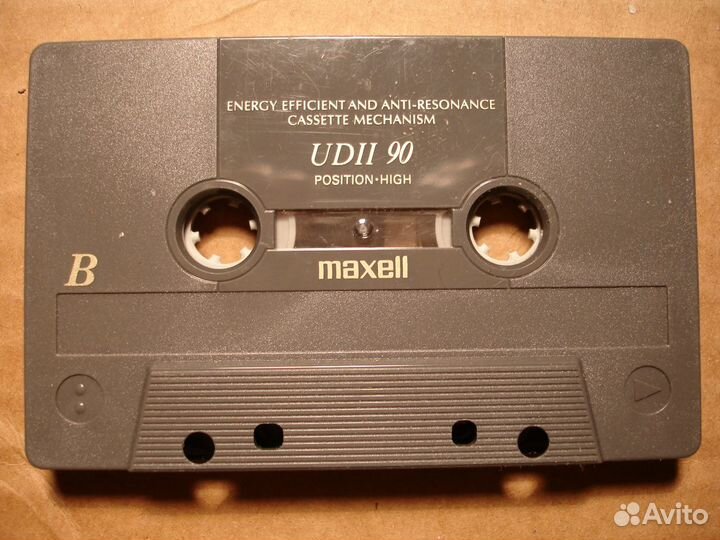 ENERGY EFFICIENT AND ANTI-RESONANCE
CASSETTE MECHANISM
UDII 90
POSITION·HIGH
maxell
B
Avito